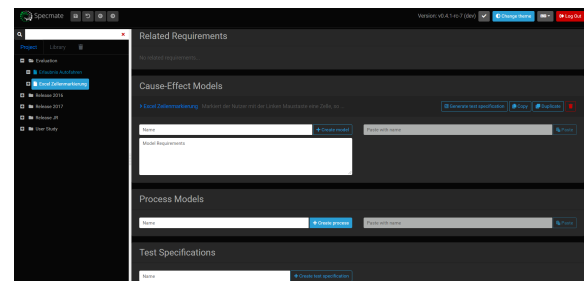 Specmate
Version: v0.4.1-rc.7 (dev)
Change theme
Log Out
Project
Library
Evaluation
Erlaubnis Autofahren
Excel Zellenmarkierung
Release 2016
Release 2017
Release JR
User Study
Related Requirements
No related requirements...
Cause-Effect Models
Excel Zellenmarkierung Markiert der Nutzer mit der Linken Maustaste eine Zelle, so ...
Generate test specification
Copy
Duplicate
Name
+ Create model
Paste with name
Paste
Model Requirements
Process Models
Name
+ Create process
Paste with name
Paste
Test Specifications
Name
+ Create test specification